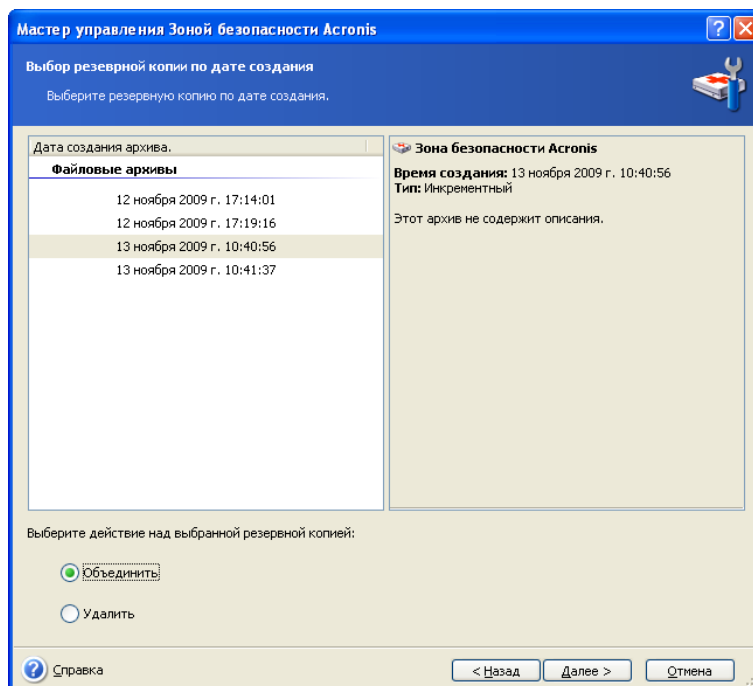 Мастер управления Зоной безопасности Acronis
Выбор резеврной копии по дате создания
Выберите резервную копию по дате создания.
Дата создания архива.
Файловые архивы
12 ноября 2009 г. 17:14:01
12 ноября 2009 г. 17:19:16
13 ноября 2009 г. 10:40:56
13 ноября 2009 г. 10:41:37
Зона безопасности Acronis
Время создания: 13 ноября 2009 г. 10:40:56
Тип: Инкрементный
Этот архив не содержит описания.
Выберите действие над выбранной резервной копией:
Объединить
Удалить
Справка
< Назад
Далее >
Отмена